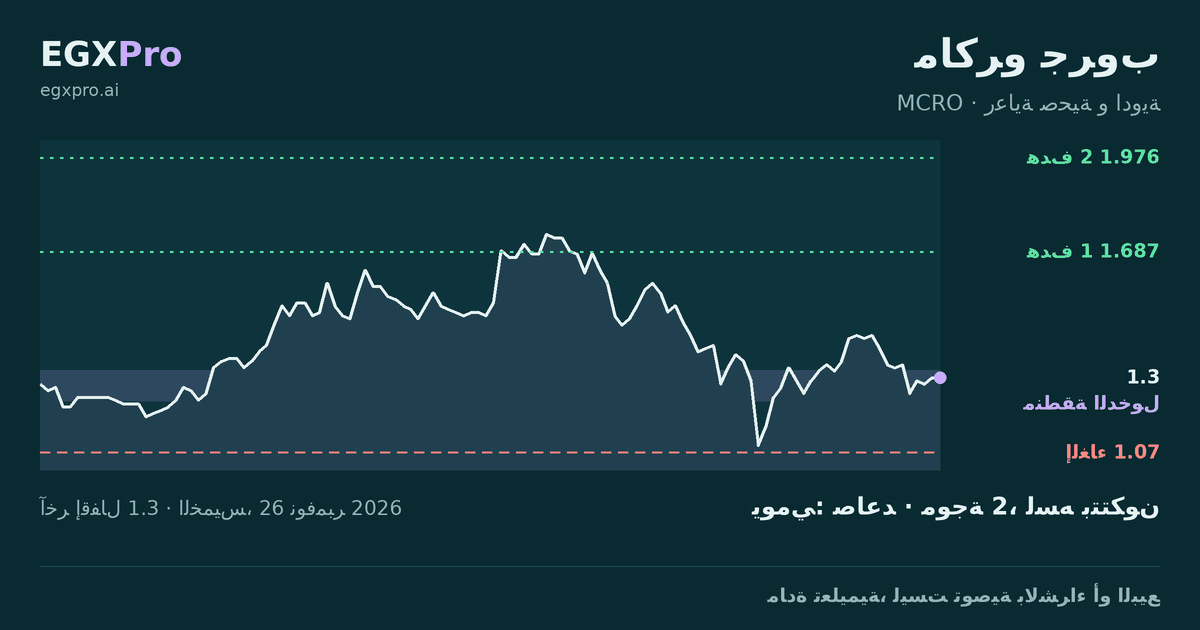 EGXPro
egxpro.ai
ماكرو جروب
MCRO · رعاية صحية و ادوية
هدف 2 1.976
هدف 1 1.687
1.3
منطقة الدخول
إلغاء 1.07
يومي: صاعد · موجة 2، لسه بتتكون
آخر إقفال 1.3 · الخميس، 26 نوفمبر 2026
مادة تعليمية، ليست توصية بالشراء أو البيع